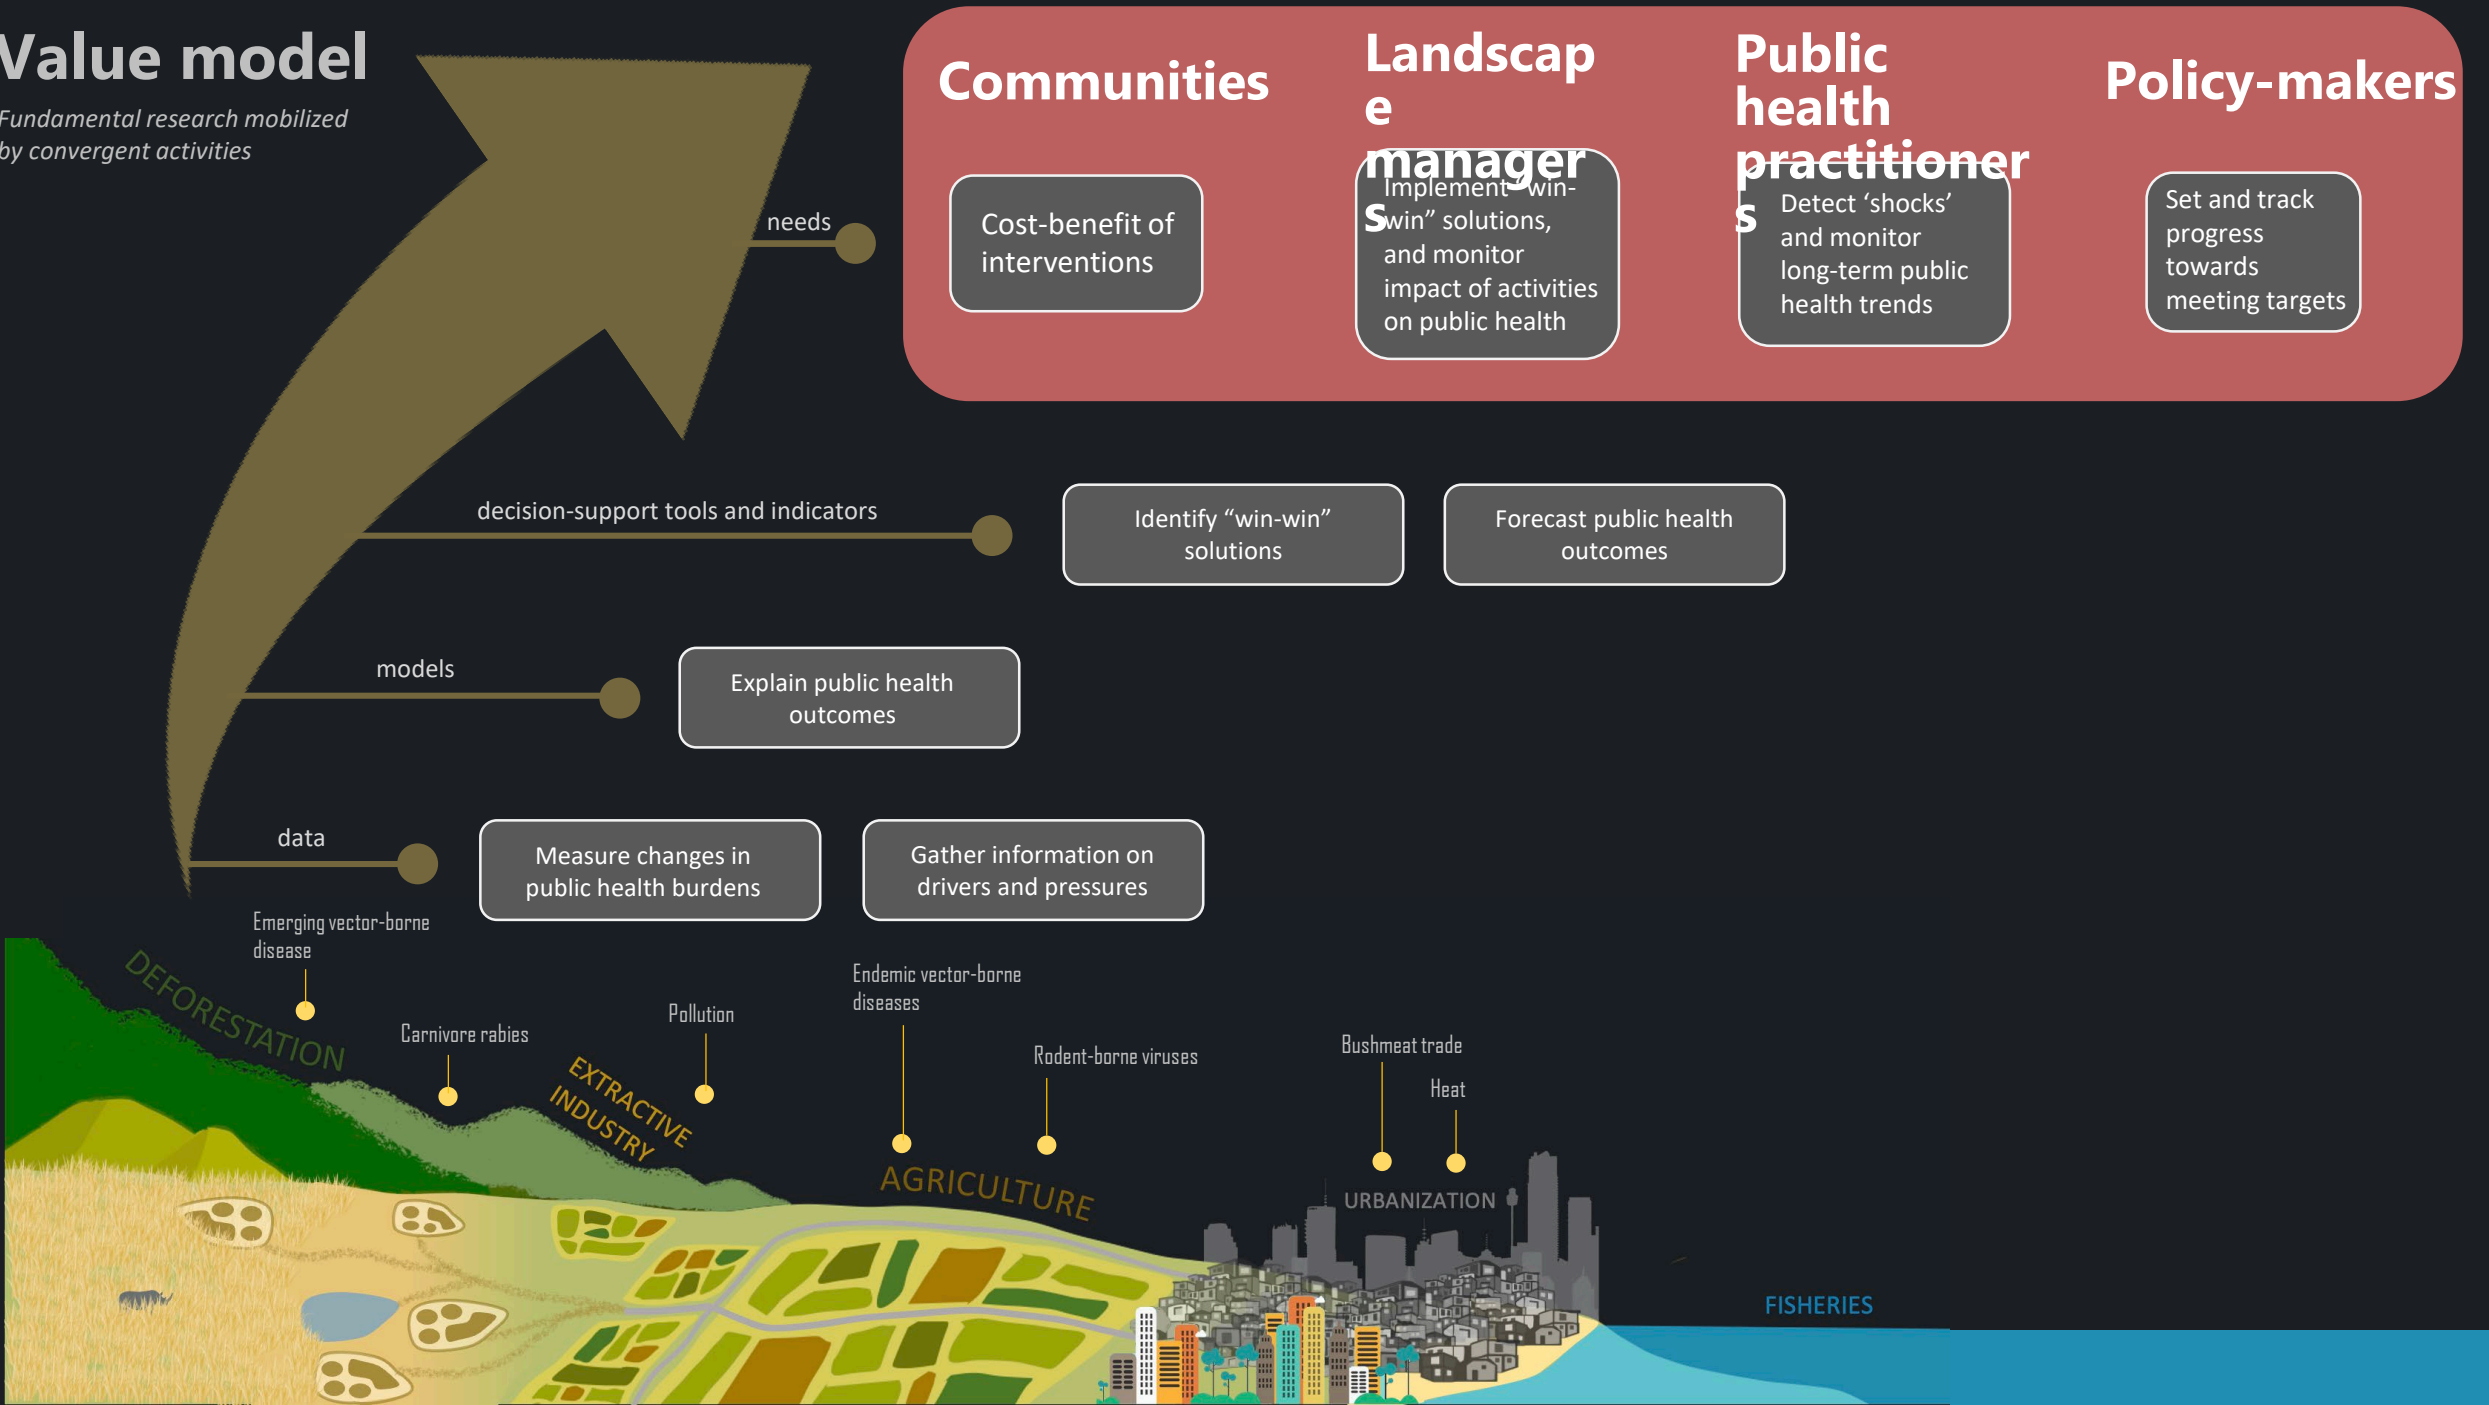 Value model
Fundamental research mobilized
by convergent activities
Communities
Landscap
e
manager
s
Public
health
practitioner
s
Policy-makers
needs
Cost-benefit of
interventions
Implement “win-
win” solutions,
and monitor
impact of activities
on public health
Detect ‘shocks’
and monitor
long-term public
health trends
Set and track
progress
towards
meeting targets
decision-support tools and indicators
Identify “win-win”
solutions
Forecast public health
outcomes
models
Explain public health
outcomes
data
Measure changes in
public health burdens
Gather information on
drivers and pressures
Emerging vector-borne
disease
DEFORESTATION
Carnivore rabies
EXTRACTIVE
INDUSTRY
Pollution
Endemic vector-borne
diseases
AGRICULTURE
Rodent-borne viruses
Bushmeat trade
Heat
URBANIZATION
FISHERIES